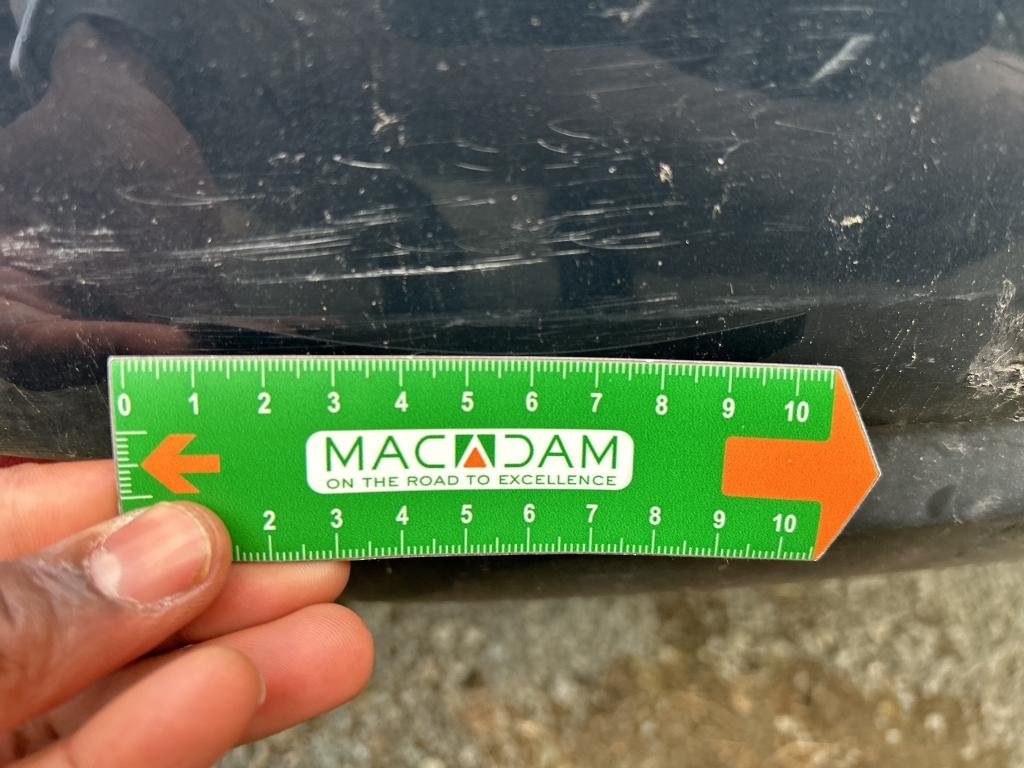 0 1 2 3 4 5 6 7 8 9 10
MACADAM
ON THE ROAD TO EXCELLENCE
2 3 4 5 6 7 8 9 10